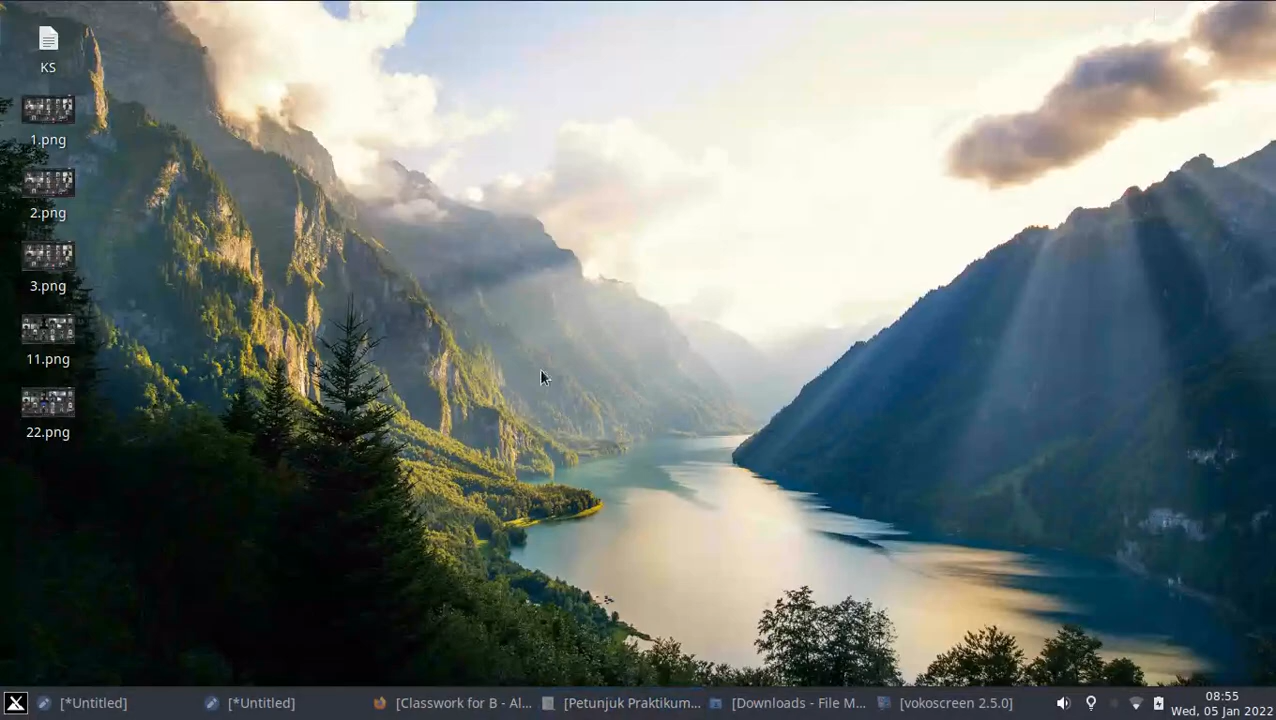 KS
1.png
2.png
3.png
11.png
22.png
[*Untitled]
[*Untitled]
[Classwork for B - Al...
[Petunjuk Praktikum...
[Downloads - File M...
[vokoscreen 2.5.0]
08:55
Wed, 05 Jan 2022